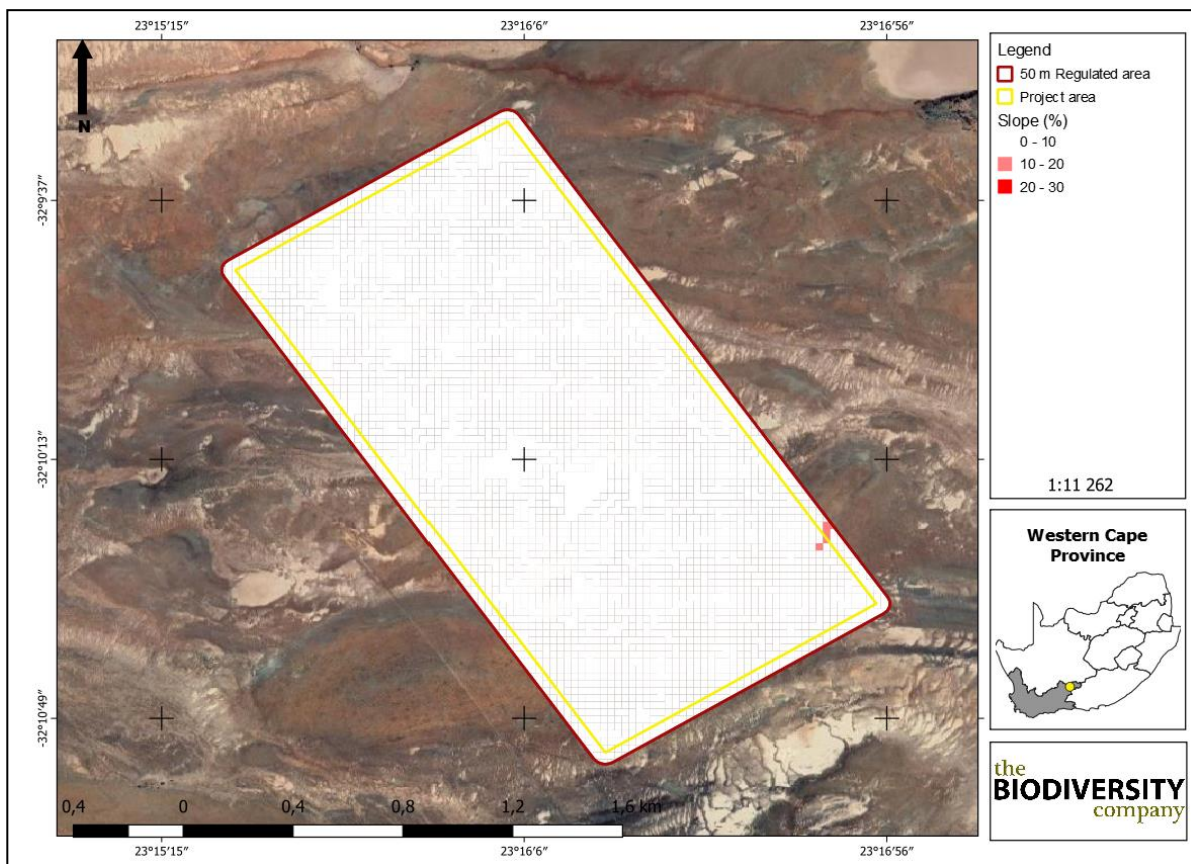 23°15'15″ 23°16'6″ 23°16'56″
N
-32°9'37″
-32°10'13″
-32°10'49″
0,4 0 0,4 0,8 1,2 1,6 km
23°15'15″ 23°16'6″ 23°16'56″
Legend
50 m Regulated area
Project area
Slope (%)
0 - 10
10 - 20
20 - 30
1:11 262
Western Cape
Province
the
BIODIVERSITY
company